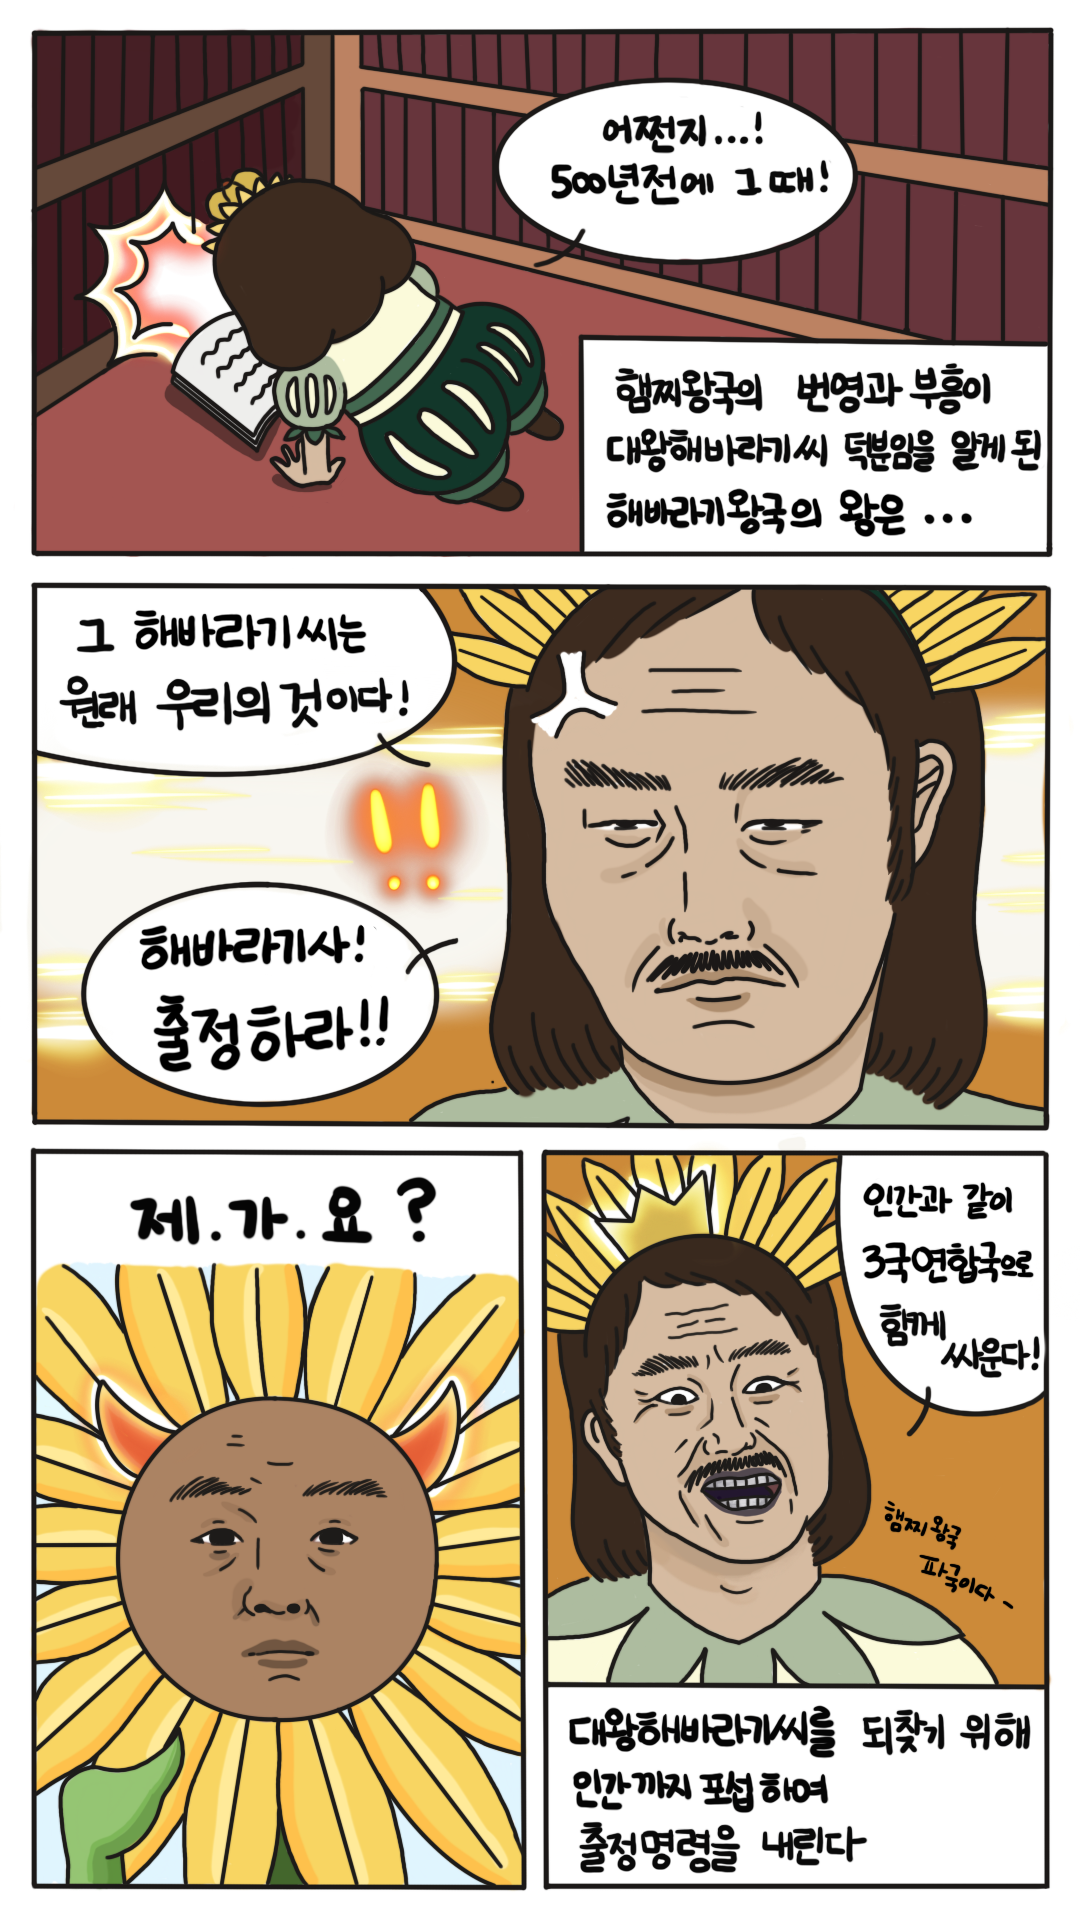 어쩐지...!
500년전에 그때!
햄찌왕국의 번영과 부흥이
대왕해바라기씨 덕분임을 알게 된
해바라기왕국의 왕은 ...
그 해바라기씨는
원래 우리의 것이다!
!!
해바라기사!
출정하라!!
제.가.요?
인간과 같이
3국연합국으로
함께
싸운다!
햄찌왕국
파국이다~
대왕해바라기씨를 되찾기 위해
인간까지 포섭하여
출정명령을 내린다